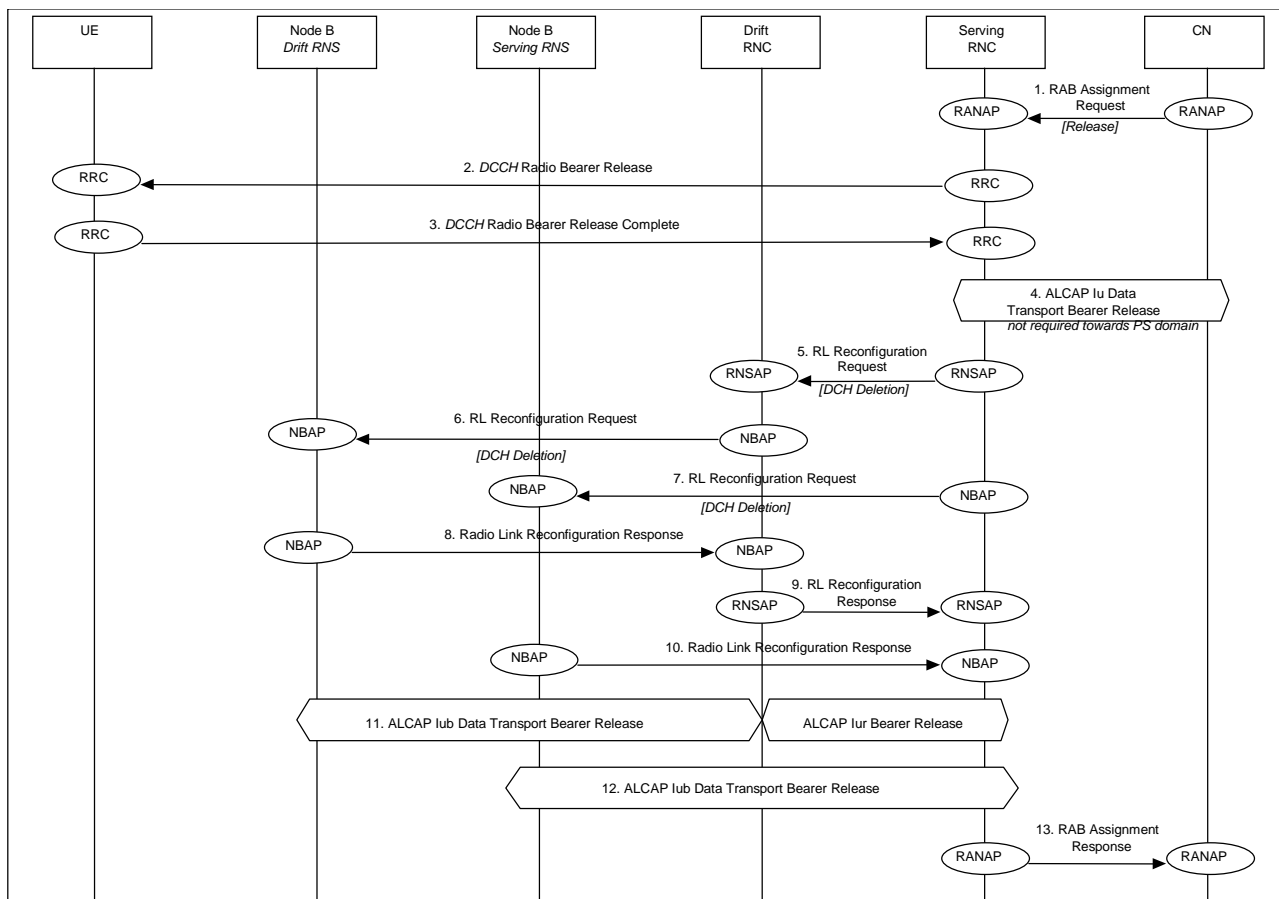 UE
Node B
Drift RNS
Node B
Serving RNS
Drift
RNC
Serving
RNC
CN
1. RAB Assignment
Request
RANAP
RANAP
[Release]
2. DCCH Radio Bearer Release
RRC
RRC
3. DCCH Radio Bearer Release Complete
RRC
RRC
4. ALCAP Iu Data
Transport Bearer Release
not required towards PS domain
5. RL Reconfiguration
Request
RNSAP
RNSAP
[DCH Deletion]
6. RL Reconfiguration Request
NBAP
NBAP
[DCH Deletion]
7. RL Reconfiguration Request
NBAP
NBAP
[DCH Deletion]
8. Radio Link Reconfiguration Response
NBAP
NBAP
9. RL Reconfiguration
Response
RNSAP
RNSAP
10. Radio Link Reconfiguration Response
NBAP
NBAP
11. ALCAP Iub Data Transport Bearer Release
ALCAP Iur Bearer Release
12. ALCAP Iub Data Transport Bearer Release
13. RAB Assignment
Response
RANAP
RANAP